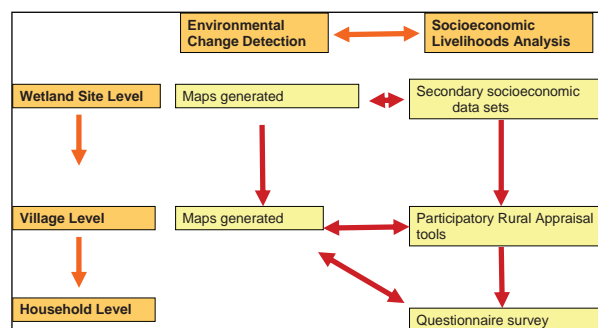 Environmental
Change Detection
Socioeconomic
Livelihoods Analysis
Wetland Site Level
Maps generated
Secondary socioeconomic
data sets
Village Level
Maps generated
Participatory Rural Appraisal
tools
Household Level
Questionnaire survey